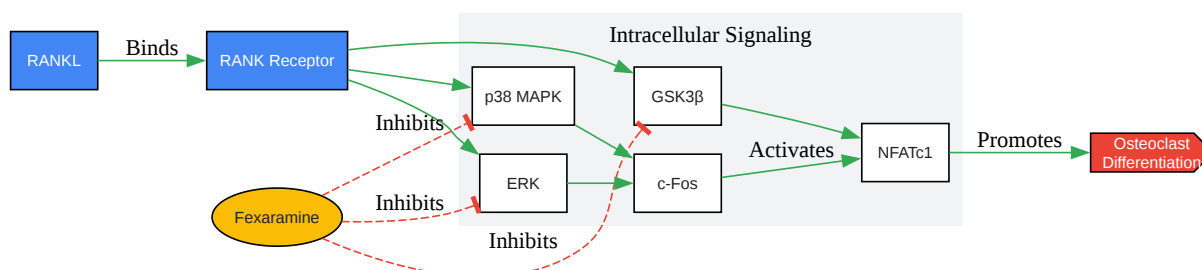 Intracellular Signaling
RANKL
Binds
RANK Receptor
p38 MAPK
GSK3β
Inhibits
ERK
c-Fos
Activates
NFATc1
Promotes
Osteoclast
Differentiation
Fexaramine
Inhibits
Inhibits